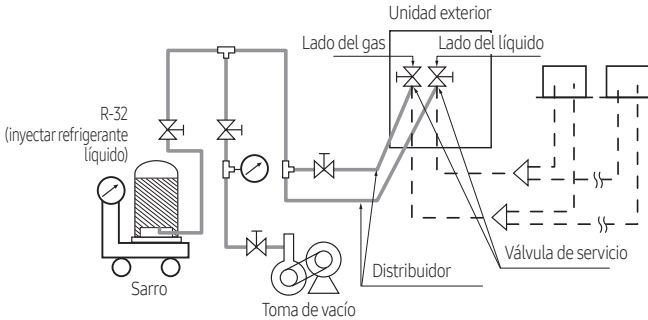 Unidad exterior
Lado del gas
Lado del líquido
R-32
(inyectar refrigerante
líquido)
Válvula de servicio
Distribuidor
Sarro
Toma de vacío